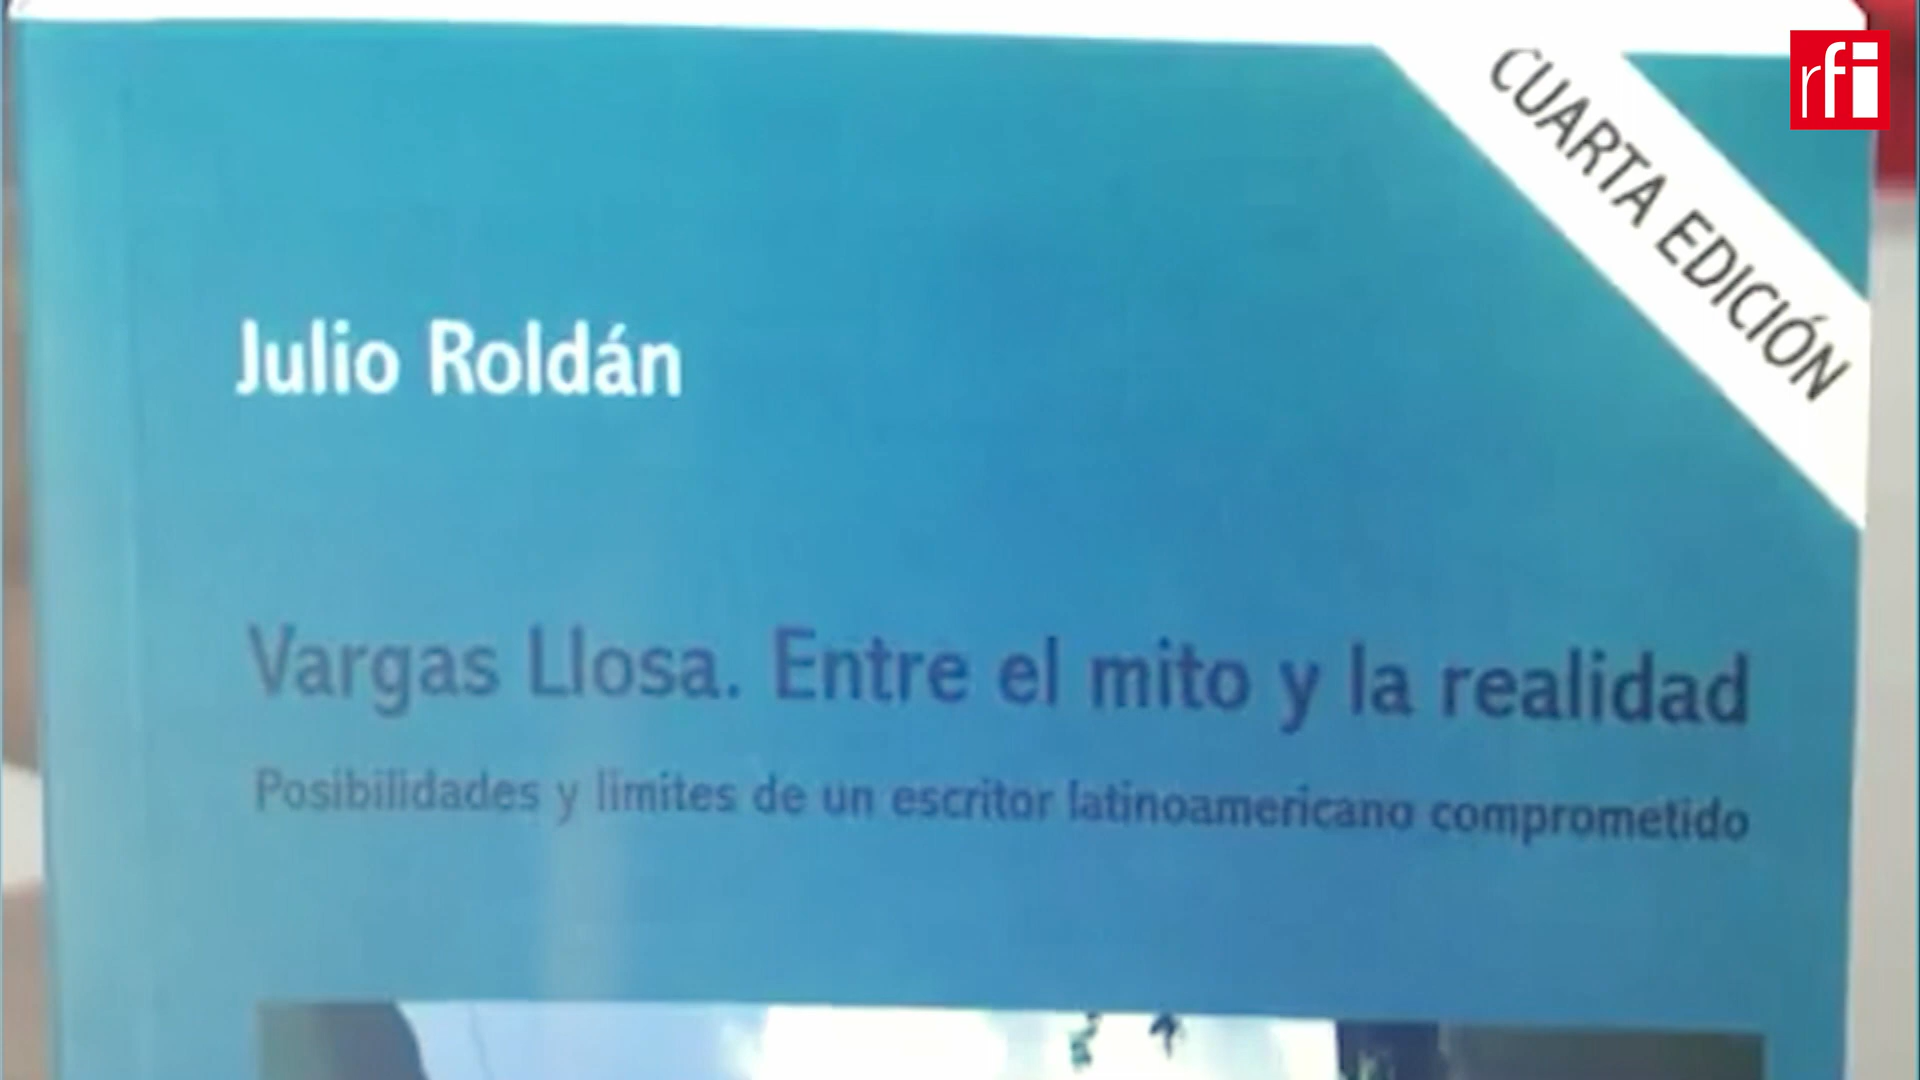 rfi
CUARTA EDICIÓN
Julio Roldán
Vargas Llosa. Entre el mito y la realidad
Posibilidades y límites de un escritor latinoamericano comprometido